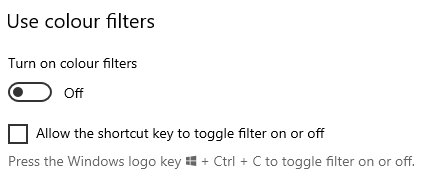 Use colour filters
Turn on colour filters
Off
Allow the shortcut key to toggle filter on or off
Press the Windows logo key + Ctrl + C to toggle filter on or off.